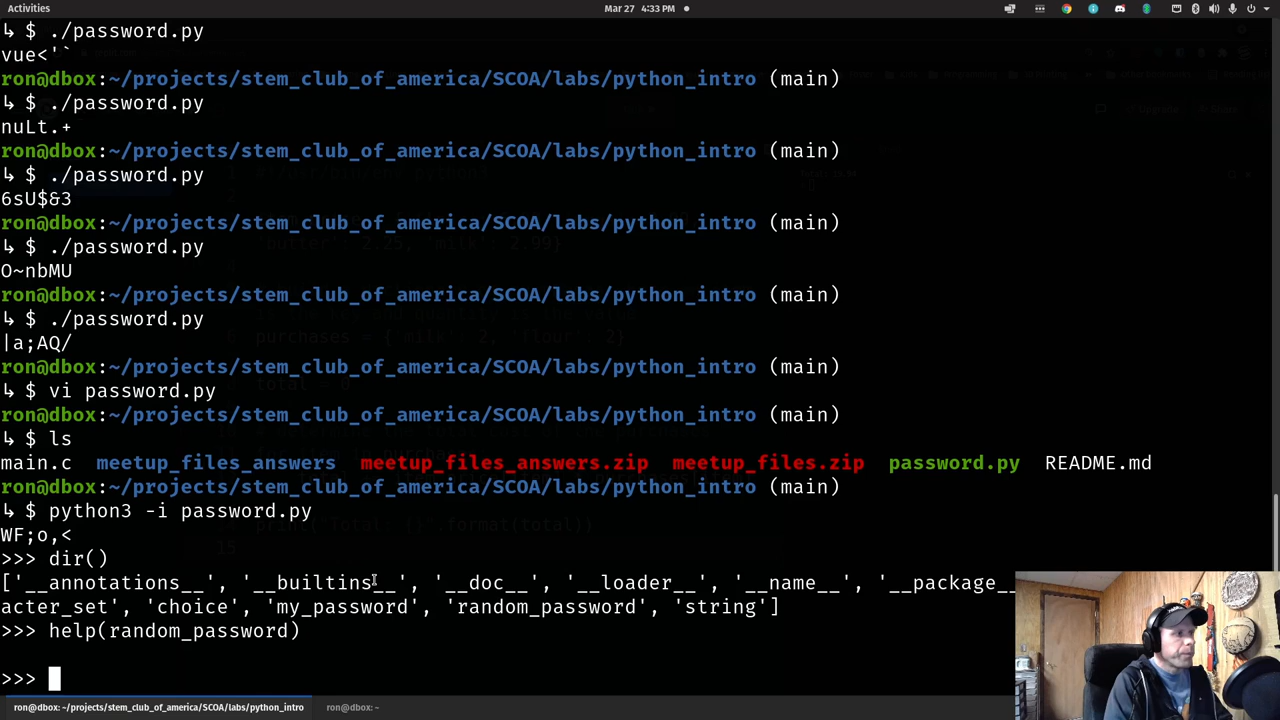 Activities
Mar 27 4:33 PM
↳ $ ./password.py
vue<'`
ron@dbox:~/projects/stem_club_of_america/SCOA/labs/python_intro (main)
↳ $ ./password.py
nuLt.+
ron@dbox:~/projects/stem_club_of_america/SCOA/labs/python_intro (main)
↳ $ ./password.py
6sU$&3
ron@dbox:~/projects/stem_club_of_america/SCOA/labs/python_intro (main)
↳ $ ./password.py
O~nbMU
ron@dbox:~/projects/stem_club_of_america/SCOA/labs/python_intro (main)
↳ $ ./password.py
|a;AQ/
ron@dbox:~/projects/stem_club_of_america/SCOA/labs/python_intro (main)
↳ $ vi password.py
ron@dbox:~/projects/stem_club_of_america/SCOA/labs/python_intro (main)
↳ $ ls
main.c meetup_files_answers meetup_files_answers.zip meetup_files.zip password.py README.md
ron@dbox:~/projects/stem_club_of_america/SCOA/labs/python_intro (main)
↳ $ python3 -i password.py
WF;o,<
>>> dir()
['__annotations__', '__builtins__', '__doc__', '__loader__', '__name__', '__package__
acter_set', 'choice', 'my_password', 'random_password', 'string']
>>> help(random_password)
>>>
ron@dbox: ~/projects/stem_club_of_america/SCOA/labs/python_intro
ron@dbox: ~